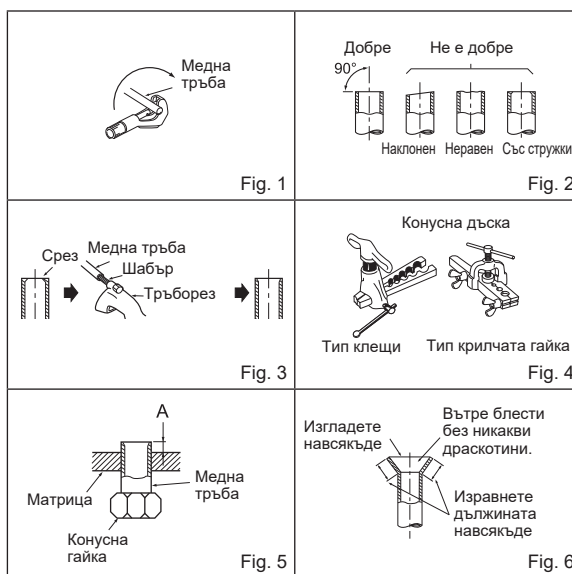 Медна
тръба
Fig. 1
Добре
Не е добре
90°
Наклонен
Неравен
Със стружки
Fig. 2
Срез
Медна тръба
Шабър
Тръборез
Fig. 3
Конусна дъска
Тип клещи
Тип крилчата гайка
Fig. 4
A
Матрица
Медна
тръба
Конусна
гайка
Fig. 5
Изгладете
навсякъде
Вътре блести
без никакви
драскотини.
Изравнете
дължината
навсякъде
Fig. 6